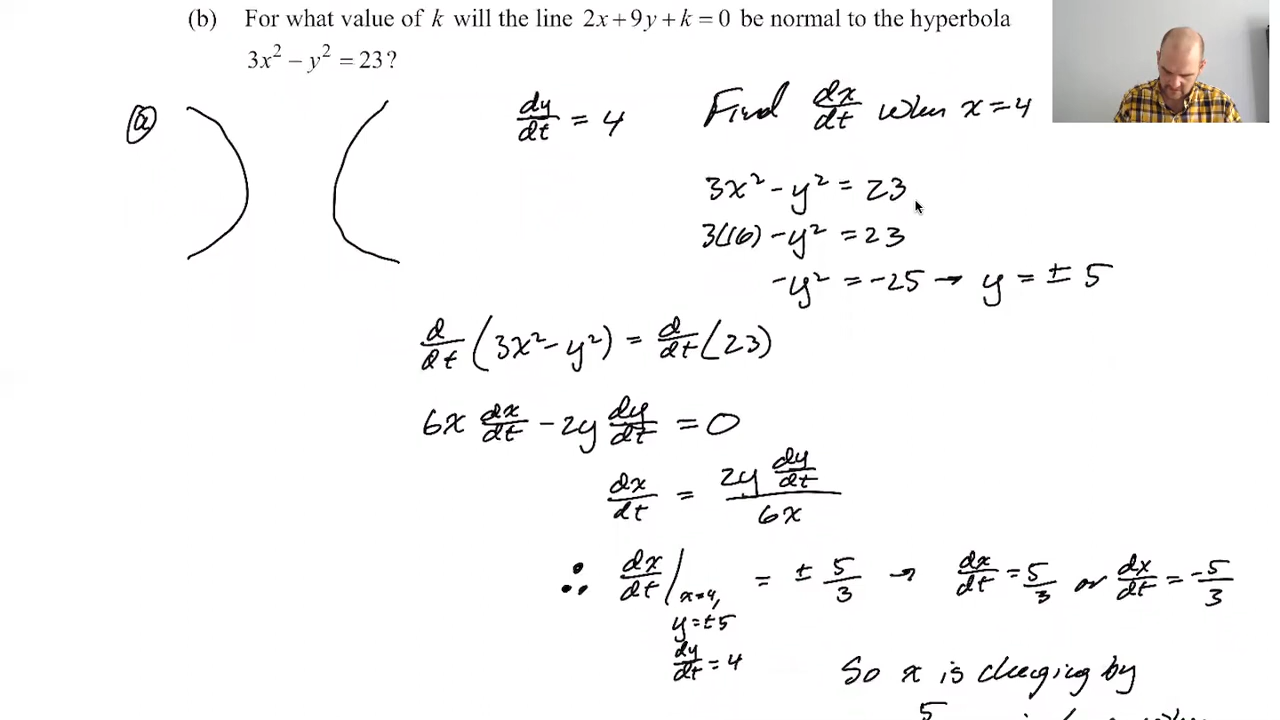 (b) For what value of k will the line 2x+9y+k=0 be normal to the hyperbola
3x² − y² = 23?
(a)
dy/dt = 4 Find dx/dt when x=4
3x² − y² = 23
3(16) − y² = 23
−y² = −25 → y = ± 5
d/dt (3x² − y²) = d/dt (23)
6x dx/dt − 2y dy/dt = 0
dx/dt = 2y dy/dt / 6x
∴ dx/dt | x=4, y=±5 dy/dt=4 = ± 5/3 → dx/dt = 5/3 or dx/dt = −5/3
So x is changing by
5